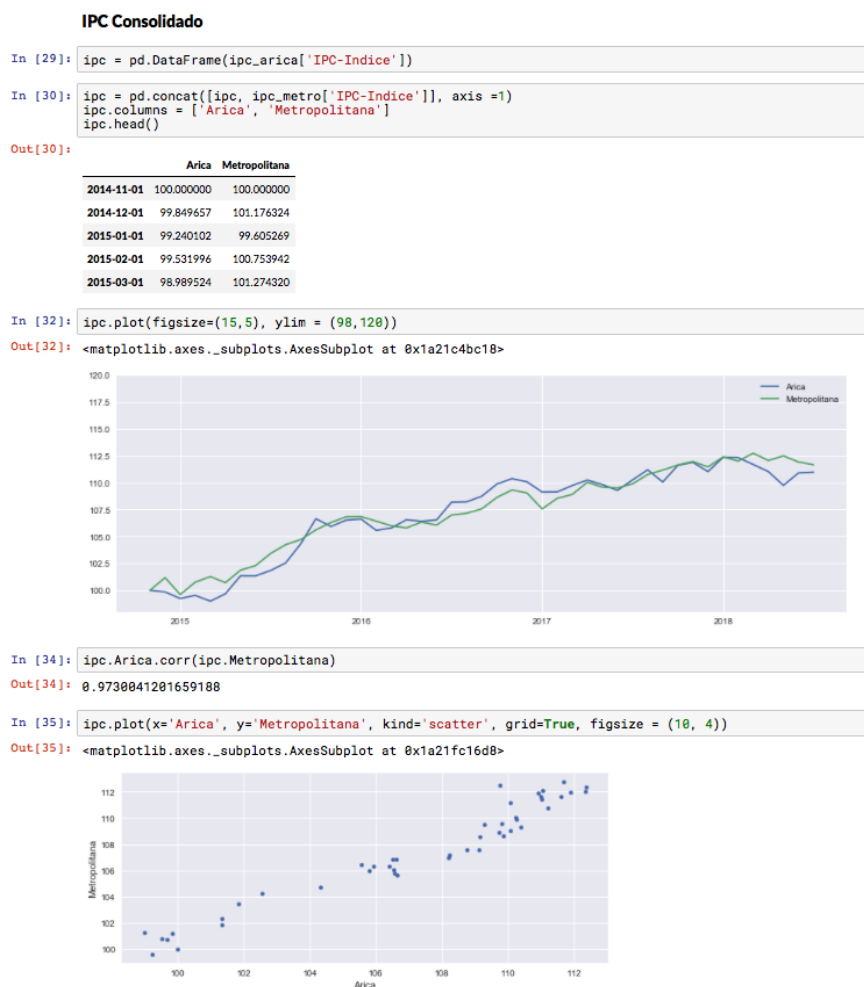 IPC Consolidado
In [29]: ipc = pd.DataFrame(ipc_arica['IPC-Indice'])
In [30]: ipc = pd.concat([ipc, ipc_metro['IPC-Indice']], axis =1)
ipc.columns = ['Arica', 'Metropolitana']
ipc.head()
Out[30]:
Arica Metropolitana
2014-11-01 100.000000 100.000000
2014-12-01 99.849657 101.176324
2015-01-01 99.240102 99.605269
2015-02-01 99.531996 100.753942
2015-03-01 98.989524 101.274320
In [32]: ipc.plot(figsize=(15,5), ylim = (98,120))
Out[32]: <matplotlib.axes._subplots.AxesSubplot at 0x1a21c4bc18>
120.0
Arica
Metropolitana
117.5
115.0
112.5
110.0
107.5
105.0
102.5
100.0
2015 2016 2017 2018
In [34]: ipc.Arica.corr(ipc.Metropolitana)
Out[34]: 0.9730041201659188
In [35]: ipc.plot(x='Arica', y='Metropolitana', kind='scatter', grid=True, figsize = (10, 4))
Out[35]: <matplotlib.axes._subplots.AxesSubplot at 0x1a21fc16d8>
Metropolitana
112
110
108
106
104
102
100
100 102 104 106 108 110 112
Arica